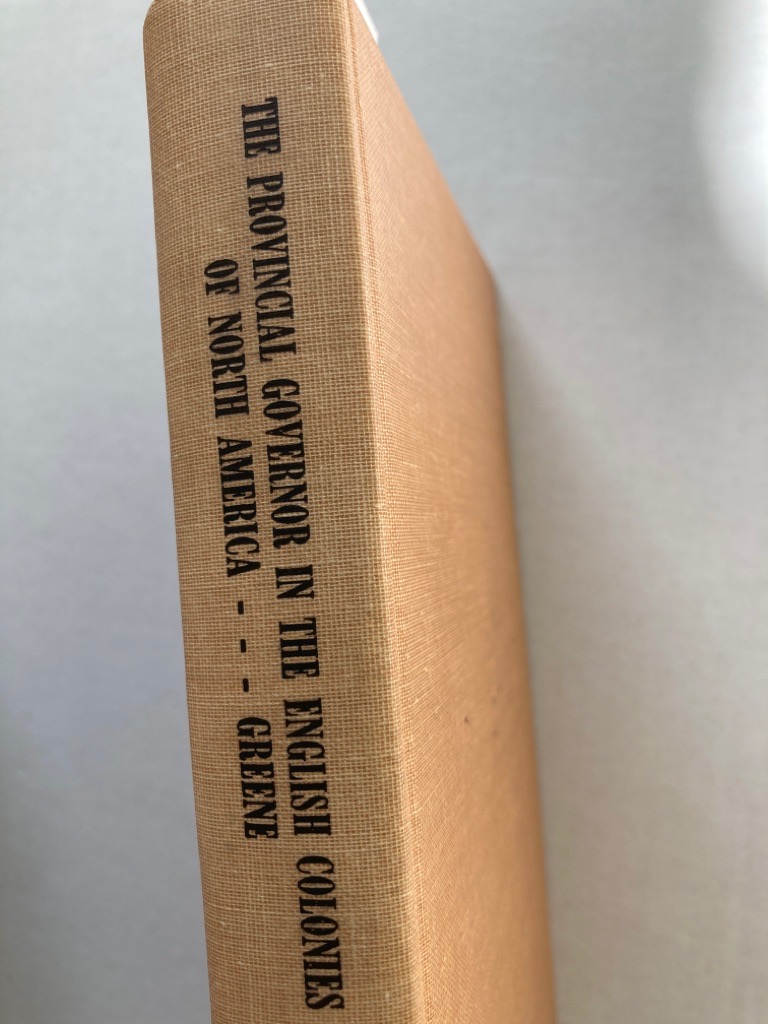 THE PROVINCIAL GOVERNOR IN THE ENGLISH COLONIES
OF NORTH AMERICA - - - GREENE